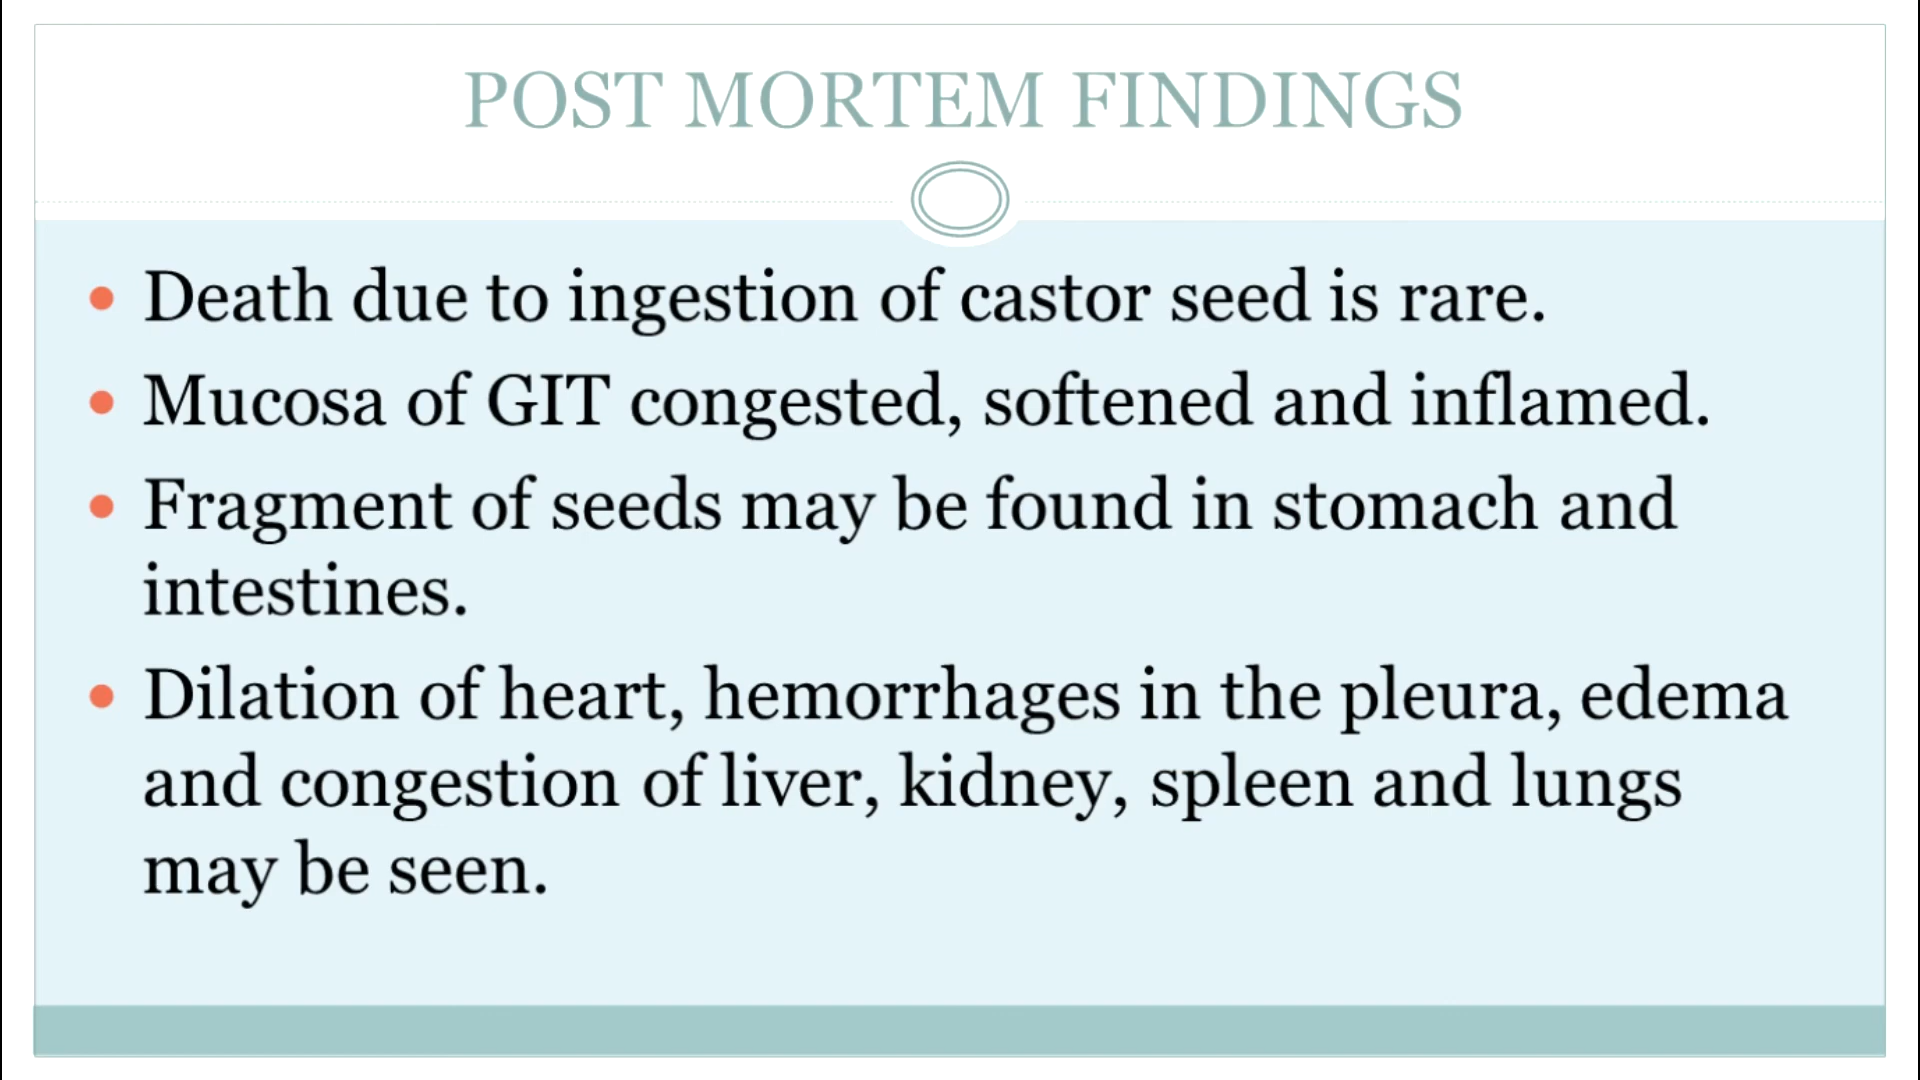 POST MORTEM FINDINGS
• Death due to ingestion of castor seed is rare.
• Mucosa of GIT congested, softened and inflamed.
• Fragment of seeds may be found in stomach and
intestines.
• Dilation of heart, hemorrhages in the pleura, edema
and congestion of liver, kidney, spleen and lungs
may be seen.